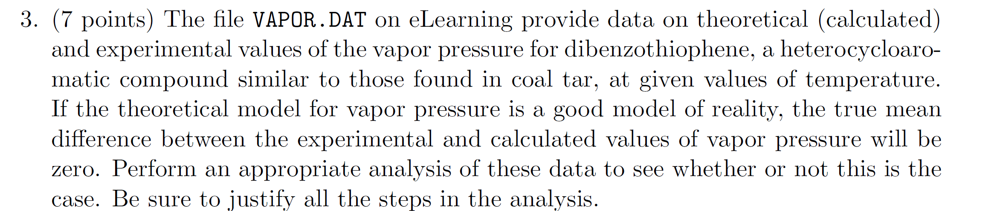 3. (7 points) The file VAPOR.DAT on eLearning provide data on theoretical (calculated)
and experimental values of the vapor pressure for dibenzothiophene, a heterocycloaro-
matic compound similar to those found in coal tar, at given values of temperature.
If the theoretical model for vapor pressure is a good model of reality, the true mean
difference between the experimental and calculated values of vapor pressure will be
zero. Perform an appropriate analysis of these data to see whether or not this is the
case. Be sure to justify all the steps in the analysis.